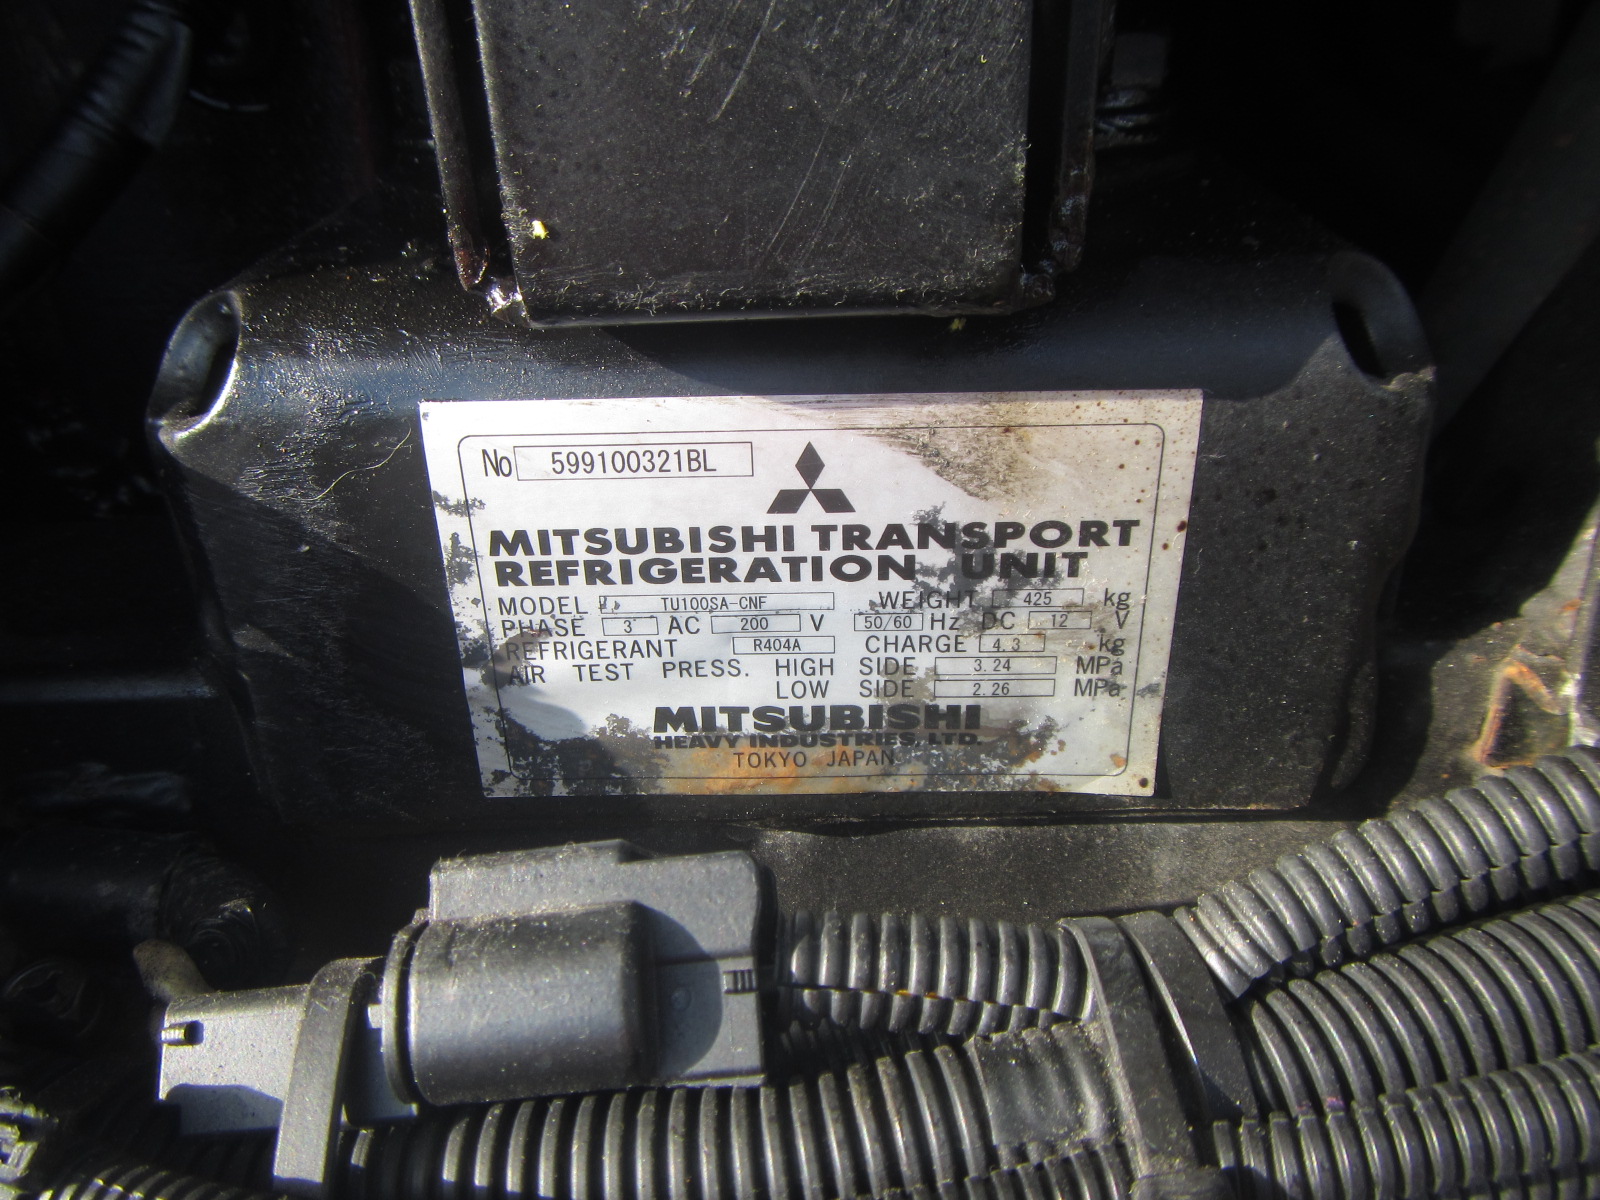 No 599100321BL
MITSUBISHI TRANSPORT
REFRIGERATION UNIT
MODEL TU100SA-CNF WEIGHT 425 kg
PHASE 3 AC 200 V 50/60 Hz DC 12 V
REFRIGERANT R404A CHARGE 4.3 kg
AIR TEST PRESS. HIGH SIDE 3.24 MPa
LOW SIDE 2.26 MPa
MITSUBISHI
HEAVY INDUSTRIES, LTD.
TOKYO JAPAN